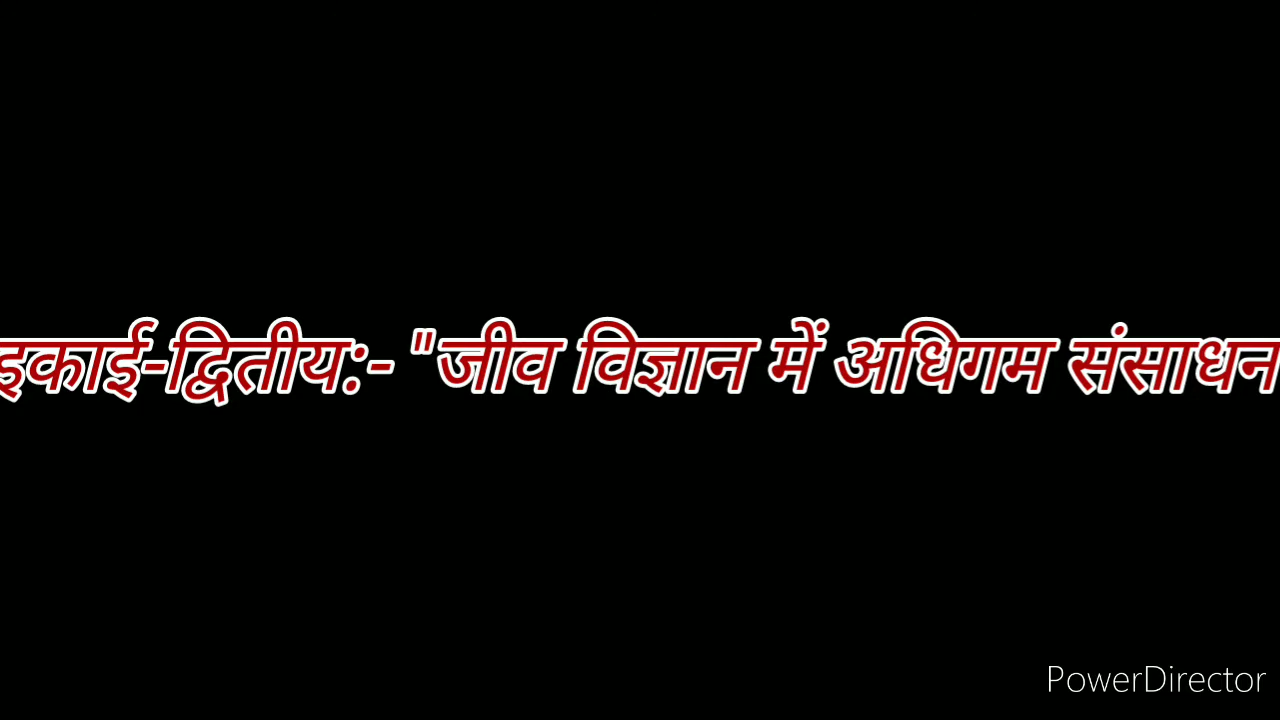 इकाई-द्वितीय:- "जीव विज्ञान में अधिगम संसाधन
PowerDirector